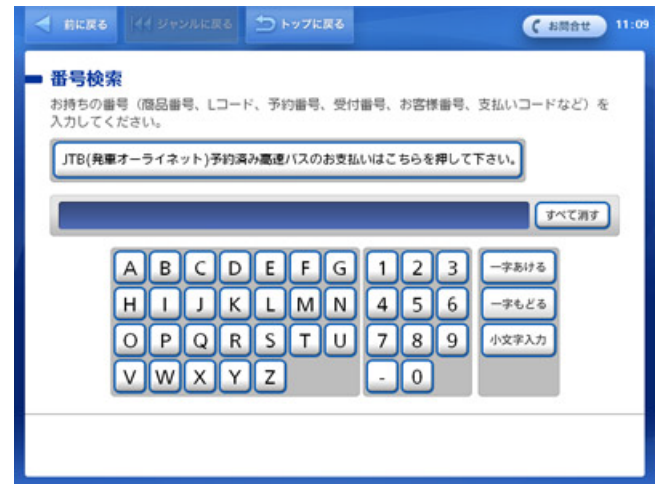 前に戻る ジャンルに戻る トップに戻る お問合せ 11:09
番号検索
お持ちの番号（商品番号、Lコード、予約番号、受付番号、お客様番号、支払いコードなど）を
入力してください。
JTB(発車オーライネット)予約済み高速バスのお支払いはこちらを押して下さい。
すべて消す
A B C D E F G 1 2 3 一字あける
H I J K L M N 4 5 6 一字もどる
O P Q R S T U 7 8 9 小文字入力
V W X Y Z - 0